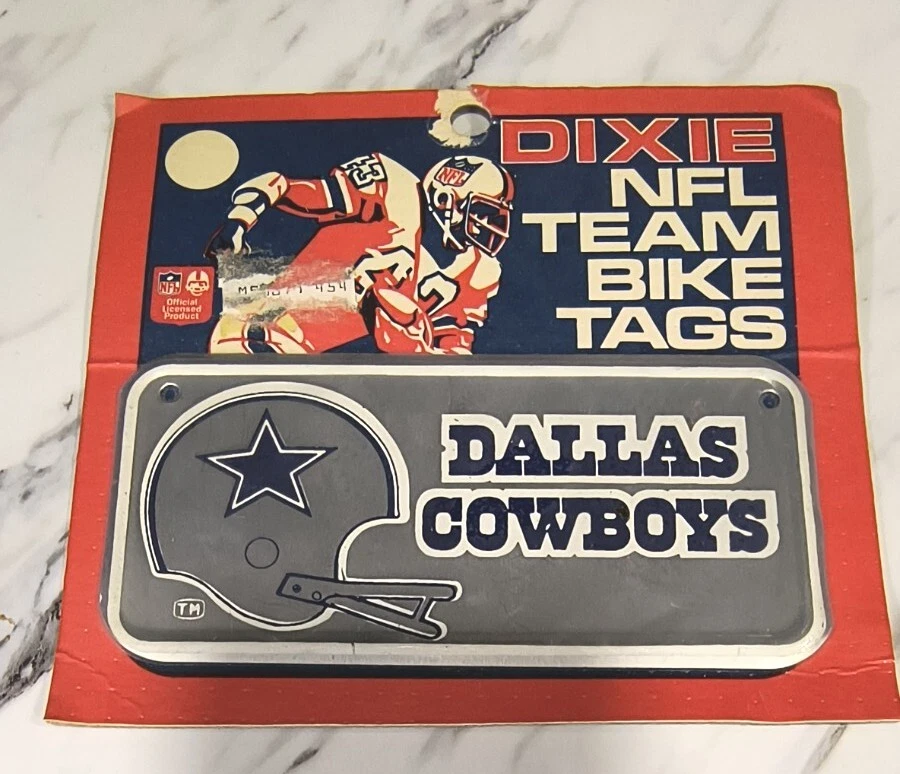 DIXIE
NFL
TEAM
BIKE
TAGS
NFL
NFL
Official
Licensed
Product
DALLAS
COWBOYS
TM